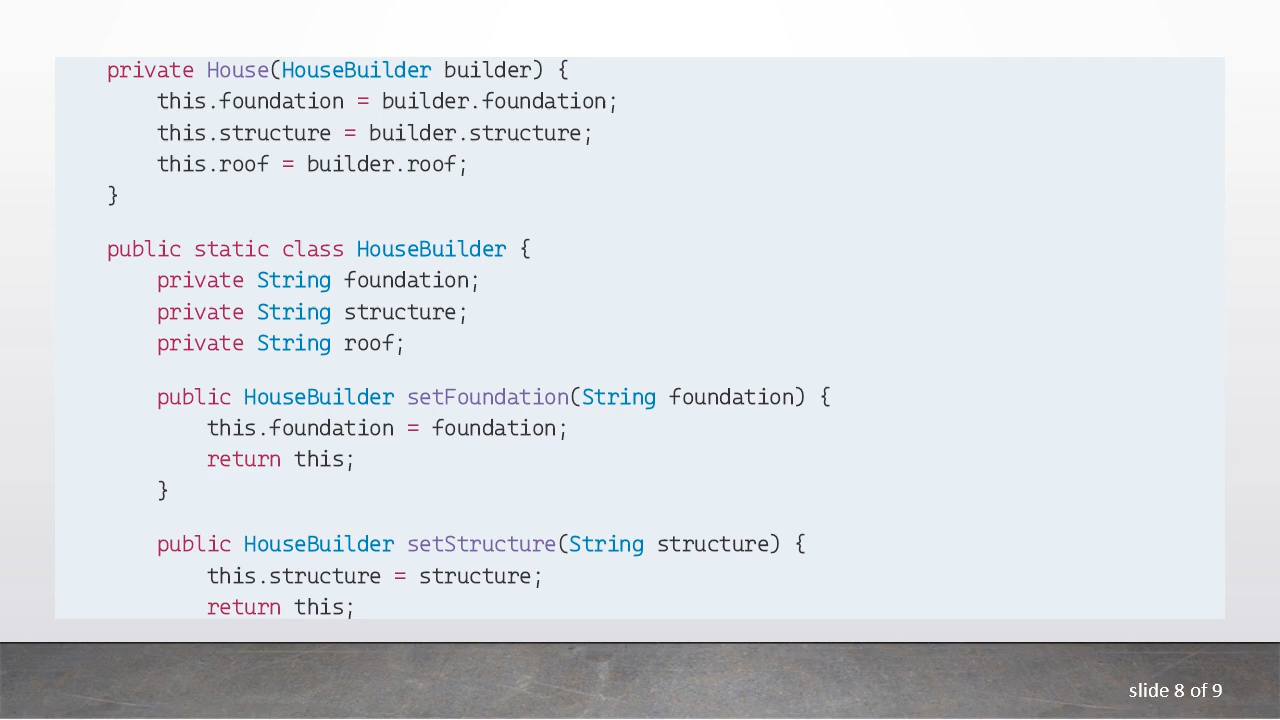 private House(HouseBuilder builder) {
this.foundation = builder.foundation;
this.structure = builder.structure;
this.roof = builder.roof;
}
public static class HouseBuilder {
private String foundation;
private String structure;
private String roof;
public HouseBuilder setFoundation(String foundation) {
this.foundation = foundation;
return this;
}
public HouseBuilder setStructure(String structure) {
this.structure = structure;
return this;
slide 8 of 9